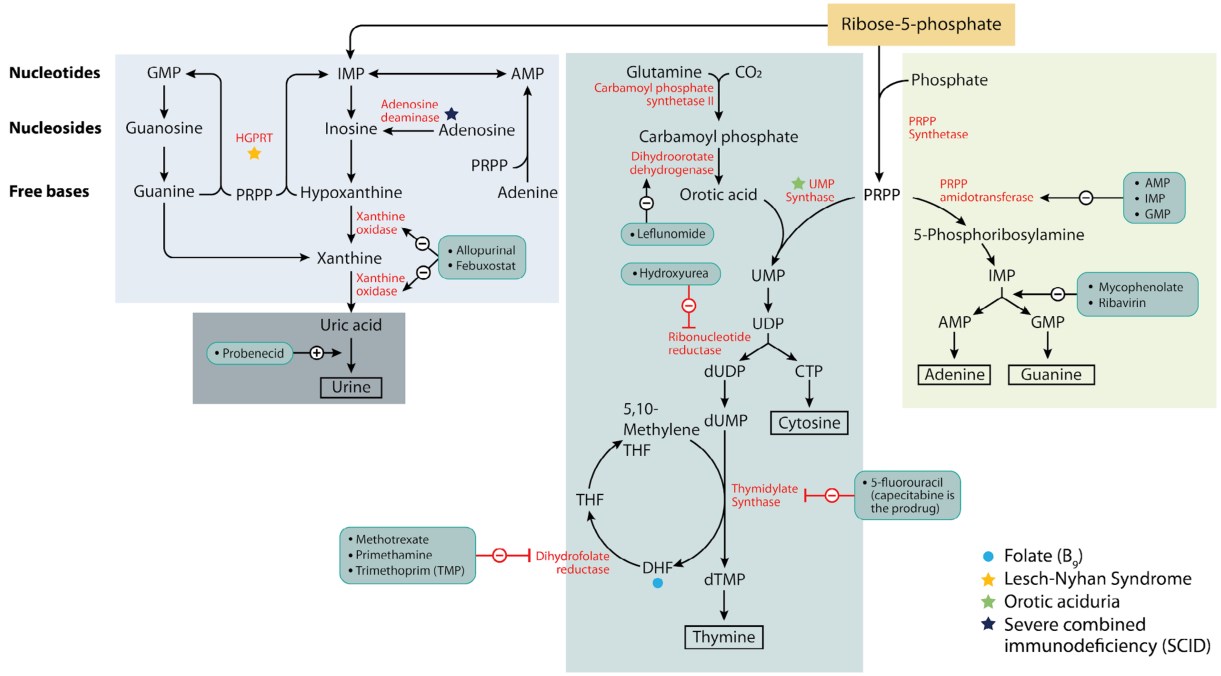 Ribose-5-phosphate
Nucleotides
Nucleosides
Free bases
GMP
IMP
AMP
Guanosine
Inosine
Adenosine
deaminase
Adenosine
HGPRT
PRPP
Guanine
PRPP
Hypoxanthine
Adenine
Xanthine
oxidase
Xanthine
• Allopurinal
• Febuxostat
Xanthine
oxidase
Uric acid
• Probenecid
+
Urine
Glutamine
CO₂
Carbamoyl phosphate
synthetase II
Carbamoyl phosphate
Dihydroorotate
dehydrogenase
Orotic acid
UMP
Synthase
• Leflunomide
• Hydroxyurea
UMP
Ribonucleotide
reductase
UDP
dUDP
CTP
dUMP
Cytosine
5,10-
Methylene
THF
THF
Thymidylate
Synthase
• 5-fluorouracil
(capecitabine is
the prodrug)
• Methotrexate
• Primethamine
• Trimethoprim (TMP)
Dihydrofolate
reductase
DHF
dTMP
Thymine
Phosphate
PRPP
Synthetase
PRPP
PRPP
amidotransferase
• AMP
• IMP
• GMP
5-Phosphoribosylamine
IMP
• Mycophenolate
• Ribavirin
AMP
GMP
Adenine
Guanine
Folate (B₉)
Lesch-Nyhan Syndrome
Orotic aciduria
Severe combined
immunodeficiency (SCID)